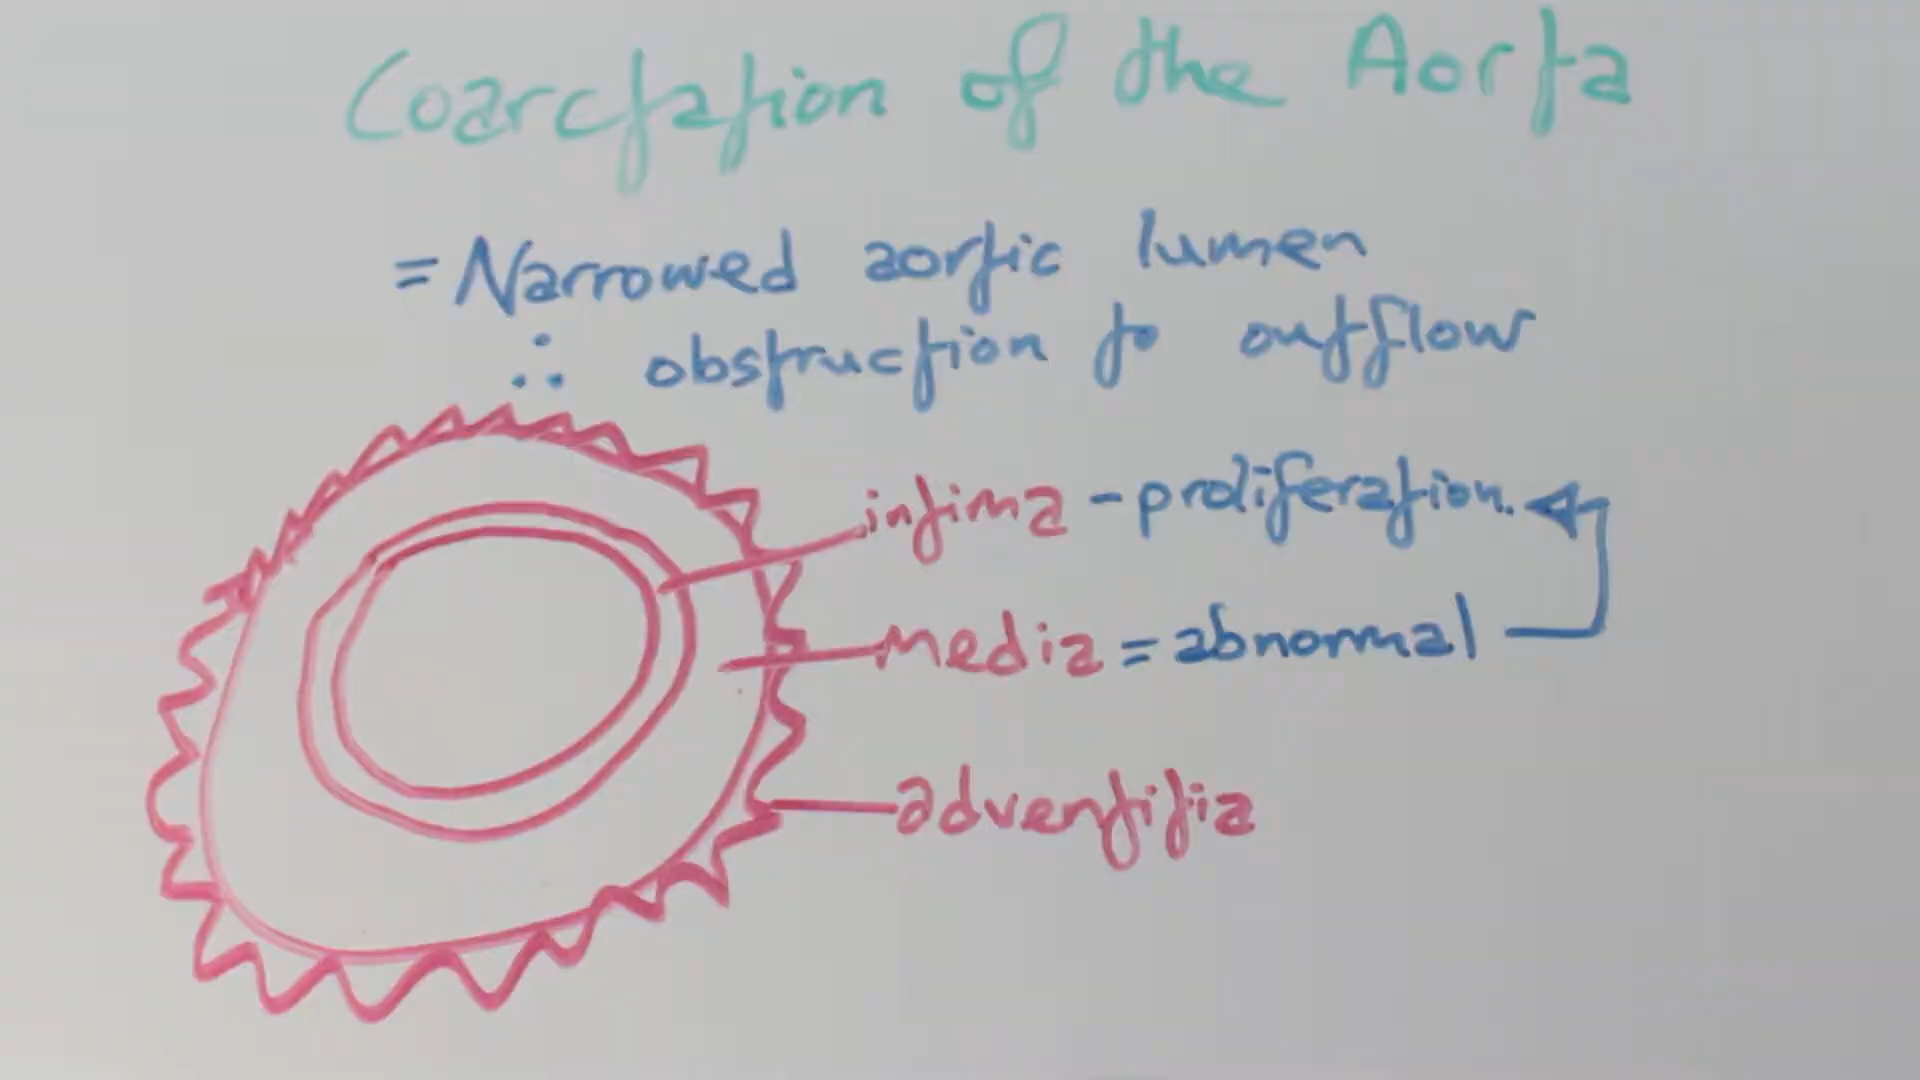 Coarctation of the Aorta
= Narrowed aortic lumen
∴ obstruction to outflow
intima - proliferation.
media = abnormal
adventitia